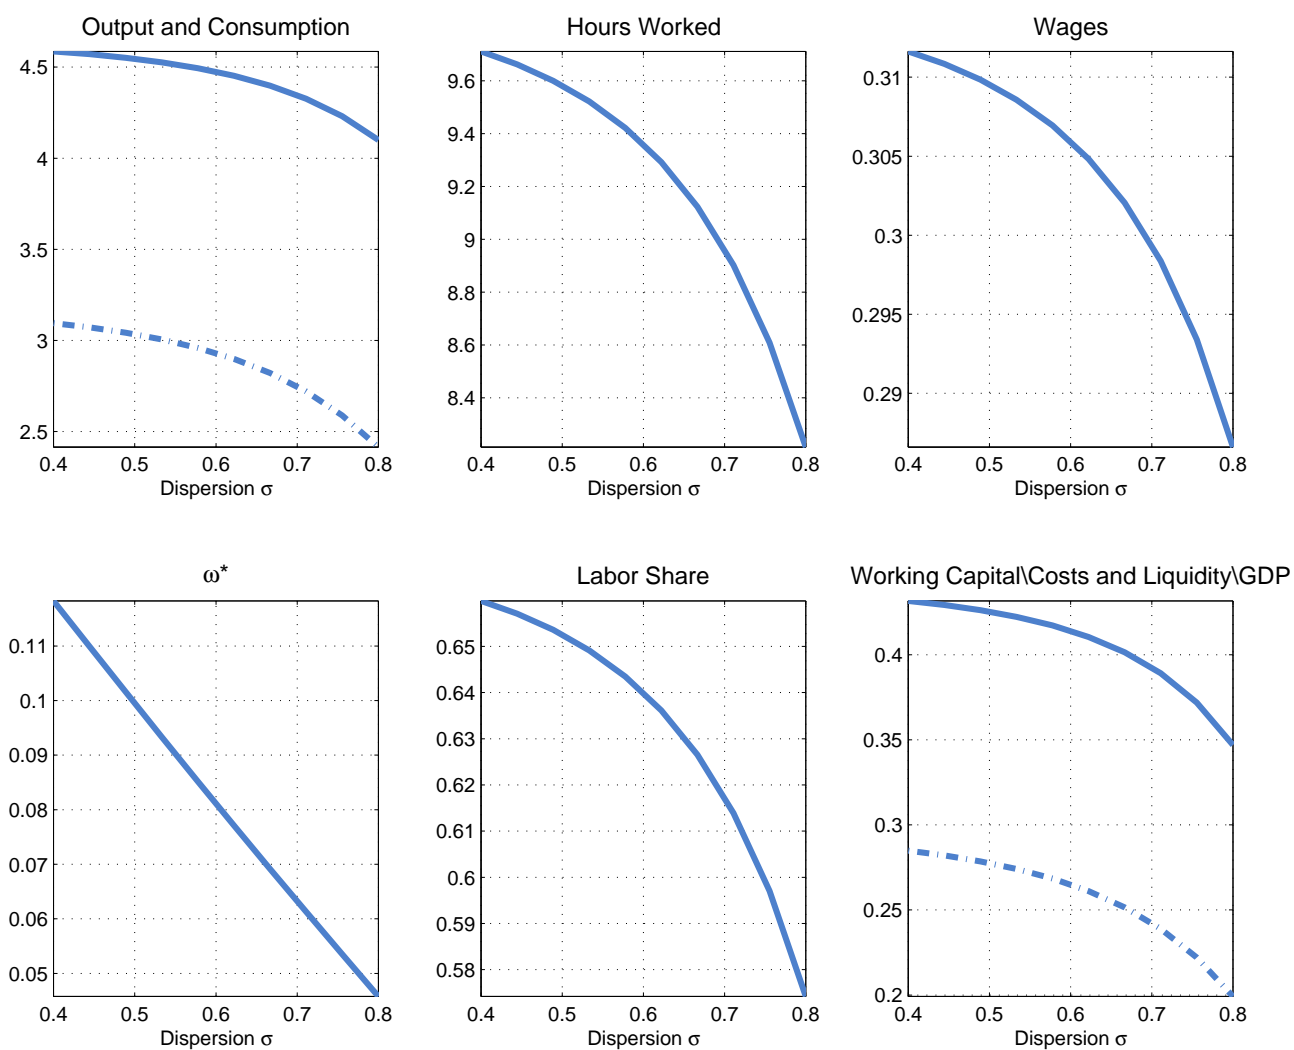 Output and Consumption
4.5
4
3.5
3
2.5
0.4 0.5 0.6 0.7 0.8
Dispersion σ
Hours Worked
9.6
9.4
9.2
9
8.8
8.6
8.4
0.4 0.5 0.6 0.7 0.8
Dispersion σ
Wages
0.31
0.305
0.3
0.295
0.29
0.4 0.5 0.6 0.7 0.8
Dispersion σ
ω*
0.11
0.1
0.09
0.08
0.07
0.06
0.05
0.4 0.5 0.6 0.7 0.8
Dispersion σ
Labor Share
0.65
0.64
0.63
0.62
0.61
0.6
0.59
0.58
0.4 0.5 0.6 0.7 0.8
Dispersion σ
Working Capital\Costs and Liquidity\GDP
0.4
0.35
0.3
0.25
0.2
0.4 0.5 0.6 0.7 0.8
Dispersion σ